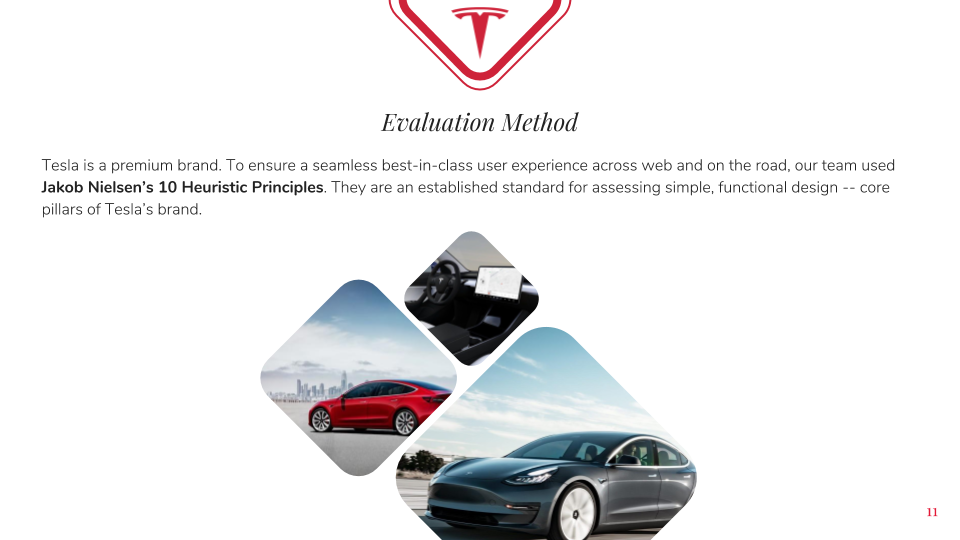 Evaluation Method
Tesla is a premium brand. To ensure a seamless best-in-class user experience across web and on the road, our team used
Jakob Nielsen’s 10 Heuristic Principles. They are an established standard for assessing simple, functional design -- core
pillars of Tesla’s brand.
11